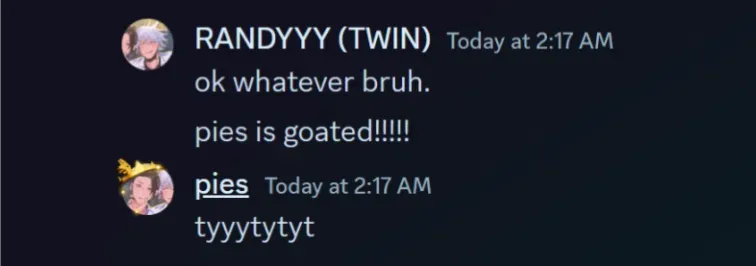 RANDYYY (TWIN) Today at 2:17 AM
ok whatever bruh.
pies is goated!!!!!
pies Today at 2:17 AM
tyyytytyt